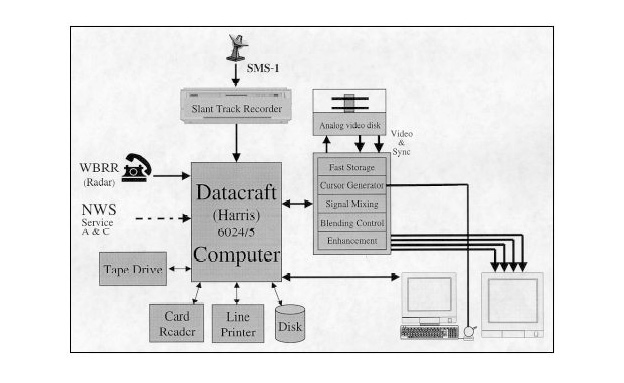 SMS-1
Slant Track Recorder
Analog video disk
Video
&
Sync
WBRR
(Radar)
Fast Storage
Cursor Generator
Signal Mixing
Blending Control
Enhancement
Datacraft
(Harris)
6024/5
Computer
NWS
Service
A & C
Tape Drive
Card
Reader
Line
Printer
Disk